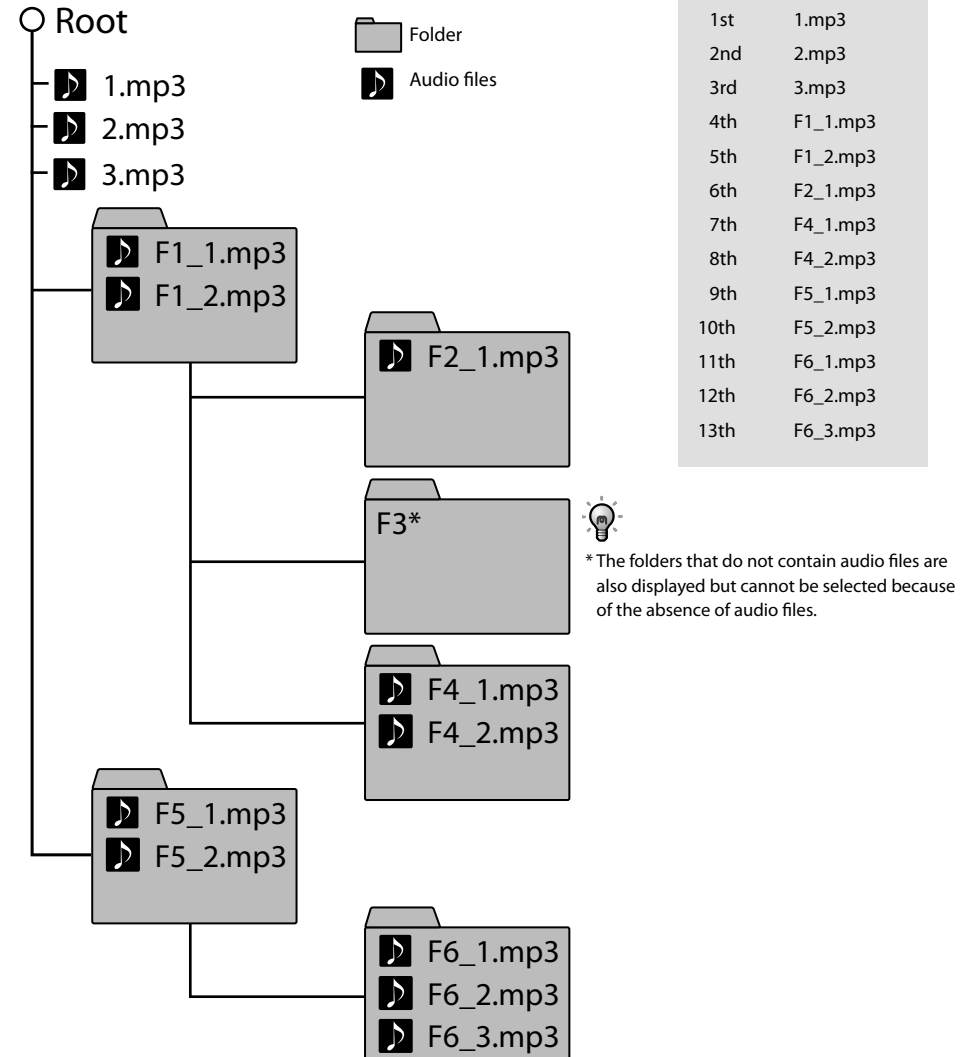 Root
1.mp3
2.mp3
3.mp3
F1_1.mp3
F1_2.mp3
F2_1.mp3
F3*
F4_1.mp3
F4_2.mp3
F5_1.mp3
F5_2.mp3
F6_1.mp3
F6_2.mp3
F6_3.mp3
Folder
Audio files
1st 1.mp3
2nd 2.mp3
3rd 3.mp3
4th F1_1.mp3
5th F1_2.mp3
6th F2_1.mp3
7th F4_1.mp3
8th F4_2.mp3
9th F5_1.mp3
10th F5_2.mp3
11th F6_1.mp3
12th F6_2.mp3
13th F6_3.mp3
* The folders that do not contain audio files are
also displayed but cannot be selected because
of the absence of audio files.